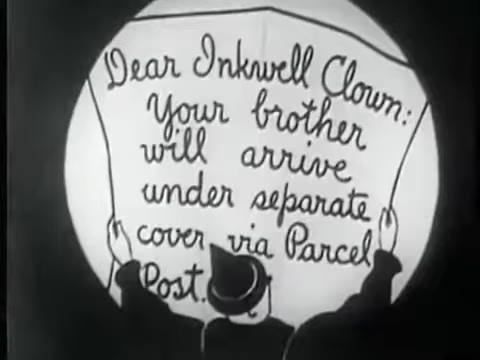 Dear Inkwell Clown:
Your brother
will arrive
under separate
cover via Parcel
Post.